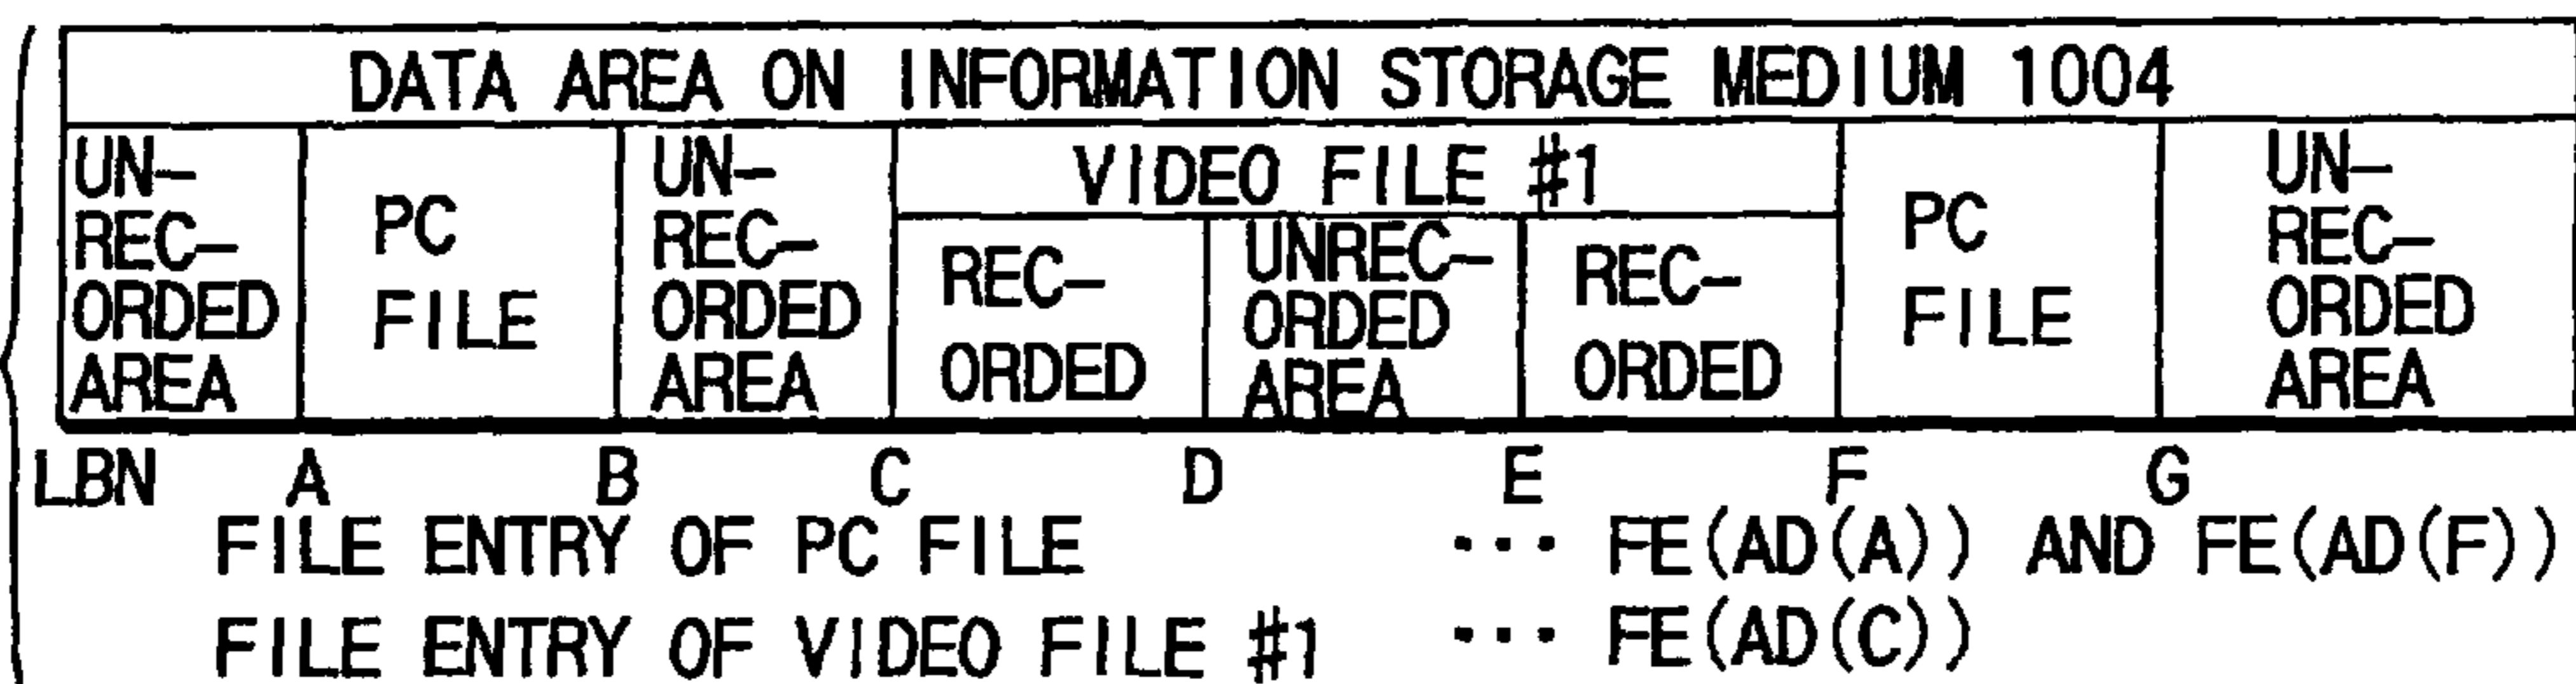 DATA AREA ON INFORMATION STORAGE MEDIUM 1004
UN-
REC-
ORDED
AREA
PC
FILE
UN-
REC-
ORDED
AREA
VIDEO FILE #1
REC-
ORDED
UNREC-
ORDED
AREA
REC-
ORDED
PC
FILE
UN-
REC-
ORDED
AREA
LBN A B C D E F G
FILE ENTRY OF PC FILE ··· FE(AD(A)) AND FE(AD(F))
FILE ENTRY OF VIDEO FILE #1 ··· FE(AD(C))